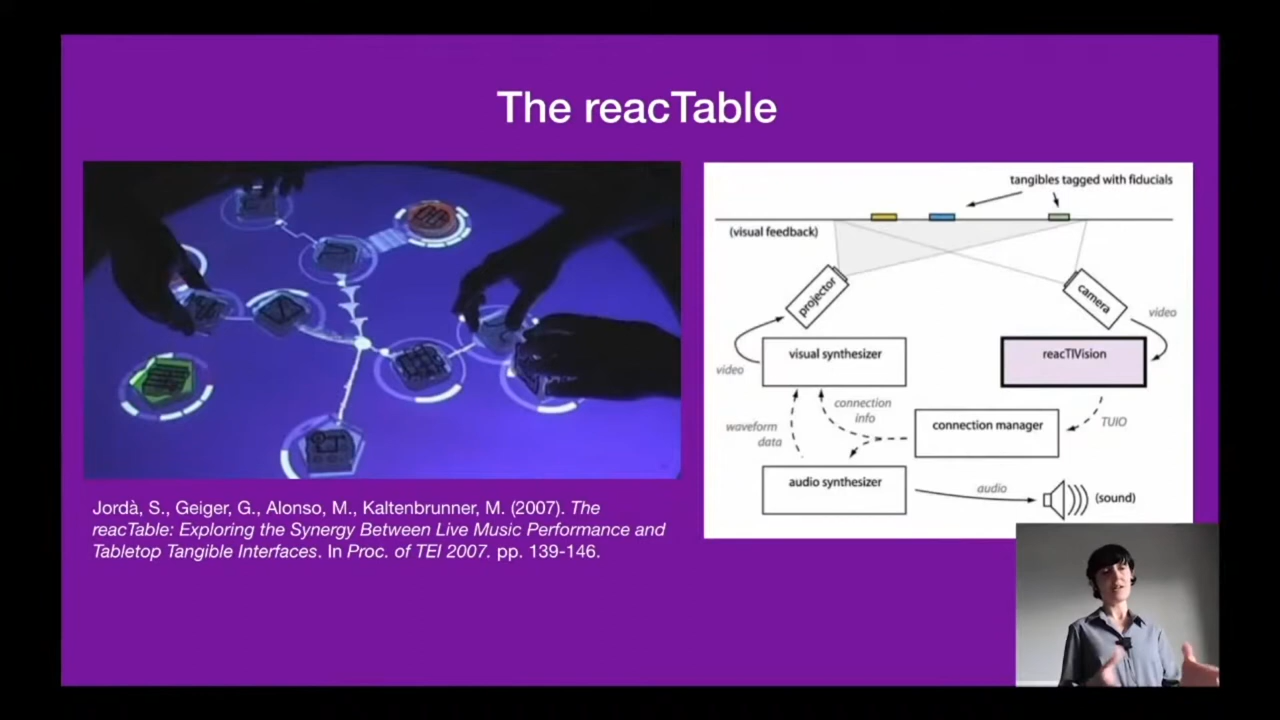 The reacTable
tangibles tagged with fiducials
(visual feedback)
projector
camera
video
visual synthesizer
reacTIVision
video
connection
info
TUIO
waveform
data
connection manager
audio synthesizer
audio
(sound)
Jordà, S., Geiger, G., Alonso, M., Kaltenbrunner, M. (2007). The
reacTable: Exploring the Synergy Between Live Music Performance and
Tabletop Tangible Interfaces. In Proc. of TEI 2007. pp. 139-146.